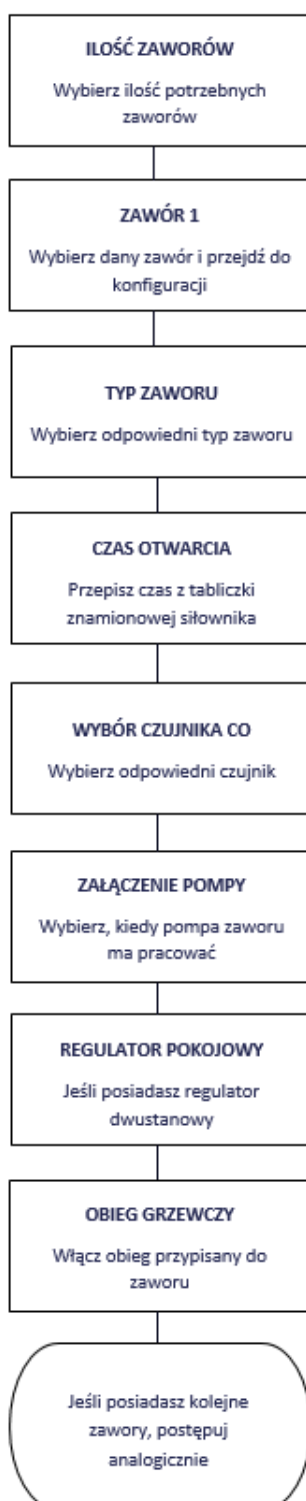 ILOŚĆ ZAWORÓW
Wybierz ilość potrzebnych
zaworów
ZAWÓR 1
Wybierz dany zawór i przejdź do
konfiguracji
TYP ZAWORU
Wybierz odpowiedni typ zaworu
CZAS OTWARCIA
Przepisz czas z tabliczki
znamionowej siłownika
WYBÓR CZUJNIKA CO
Wybierz odpowiedni czujnik
ZAŁĄCZENIE POMPY
Wybierz, kiedy pompa zaworu
ma pracować
REGULATOR POKOJOWY
Jeśli posiadasz regulator
dwustanowy
OBIEG GRZEWCZY
Włącz obieg przypisany do
zaworu
Jeśli posiadasz kolejne
zawory, postępuj
analogicznie